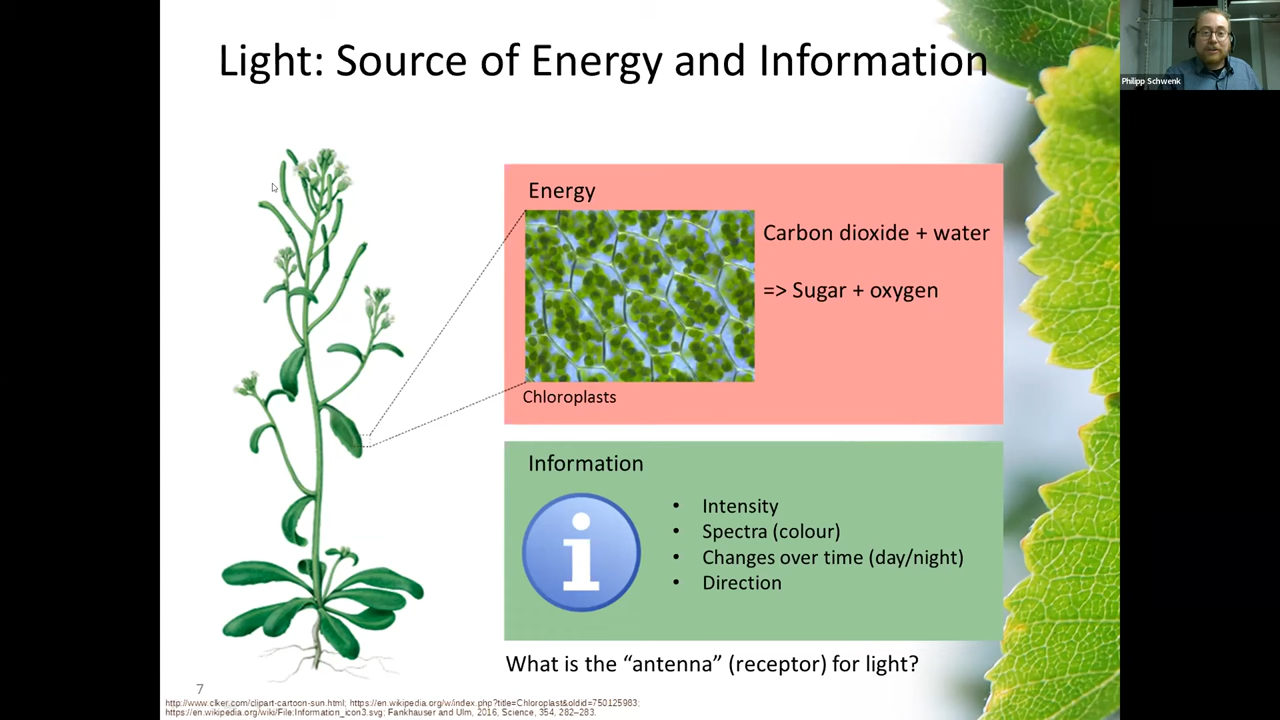 Light: Source of Energy and Information
Philipp Schwenk
Energy
Carbon dioxide + water
=> Sugar + oxygen
Chloroplasts
Information
i
• Intensity
• Spectra (colour)
• Changes over time (day/night)
• Direction
What is the “antenna” (receptor) for light?
7
http://www.clker.com/clipart-cartoon-sun.html; https://en.wikipedia.org/w/index.php?title=Chloroplast&oldid=750125983;
https://en.wikipedia.org/wiki/File:Information_icon3.svg; Fankhauser and Ulm, 2016, Science, 354, 282–283.